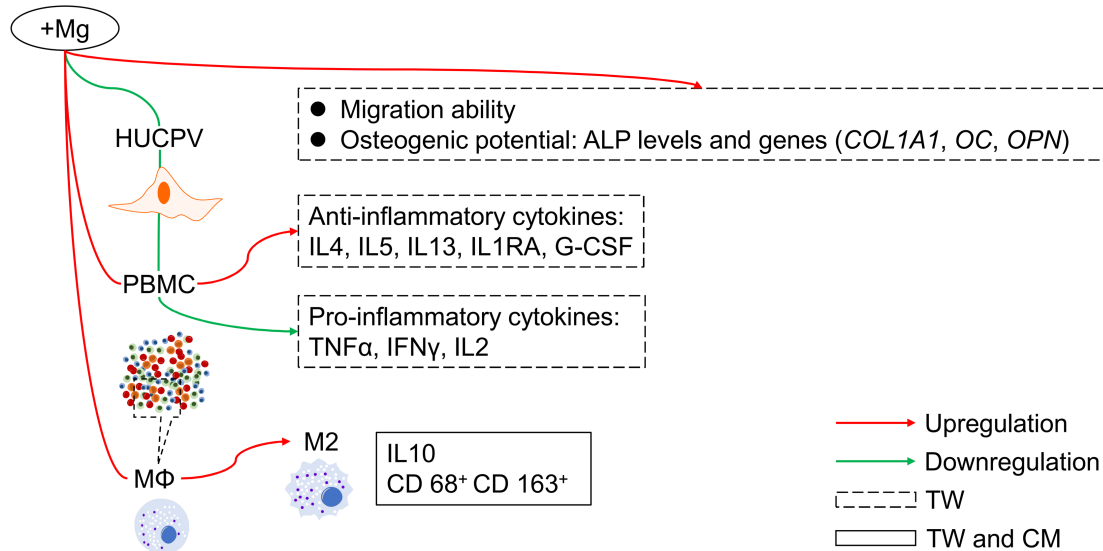 +Mg
HUCPV
● Migration ability
● Osteogenic potential: ALP levels and genes (COL1A1, OC, OPN)
Anti-inflammatory cytokines:
IL4, IL5, IL13, IL1RA, G-CSF
PBMC
Pro-inflammatory cytokines:
TNFα, IFNγ, IL2
MΦ
M2
IL10
CD 68⁺ CD 163⁺
Upregulation
Downregulation
TW
TW and CM